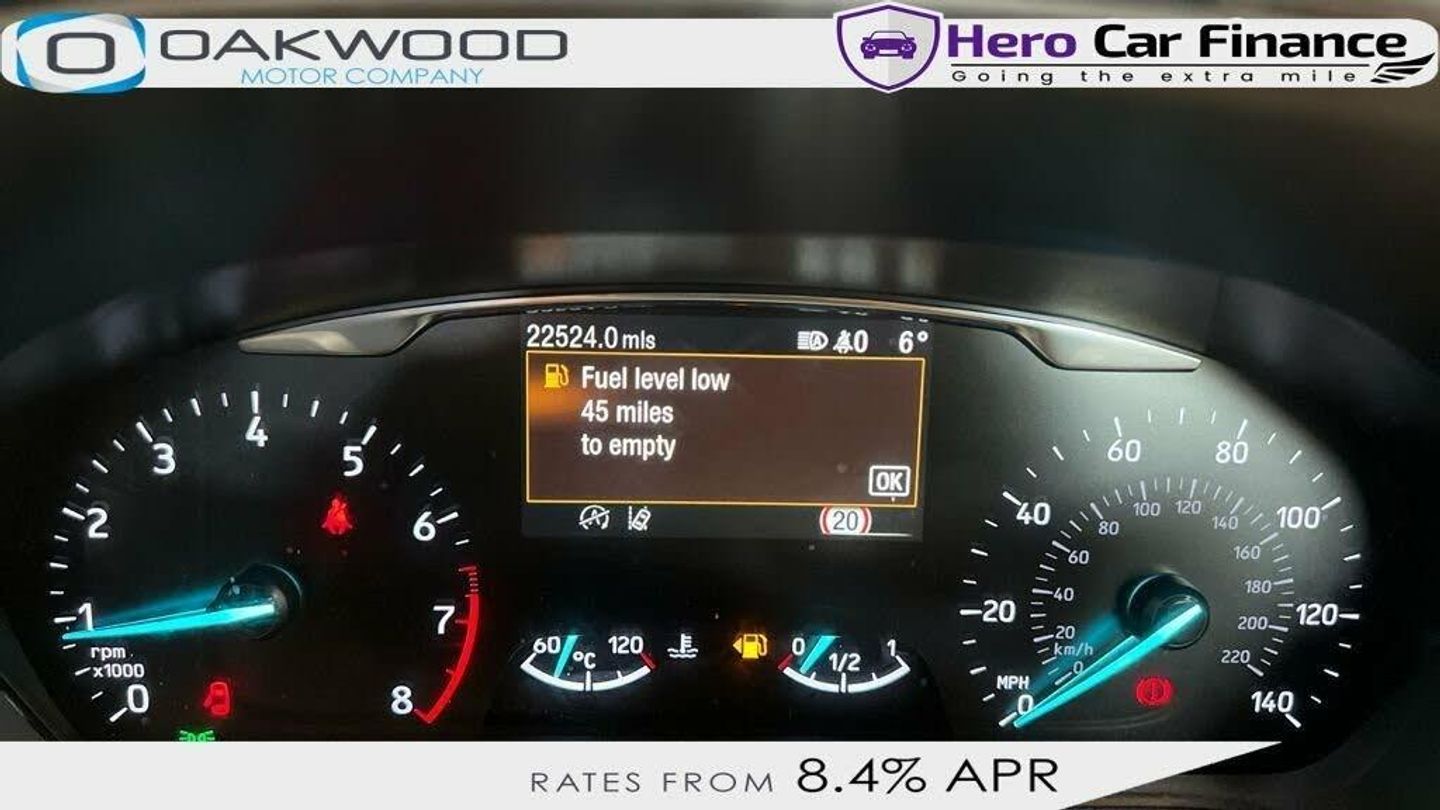 OAKWOOD
MOTOR COMPANY
Hero Car Finance
Going the extra mile
22524.0 mls
0 6°
Fuel level low
45 miles
to empty
OK
20
0 1 2 3 4 5 6 7 8
rpm
x1000
60 °C 120
0 1/2 1
0 20 40 60 80 100 120 140
MPH
0 20 40 60 80 100 120 140 160 180 200 220
km/h
RATES FROM 8.4% APR